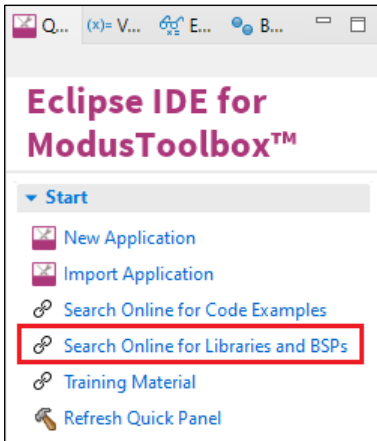 Q... (x)= V... E... B...
Eclipse IDE for
ModusToolbox™
Start
New Application
Import Application
Search Online for Code Examples
Search Online for Libraries and BSPs
Training Material
Refresh Quick Panel